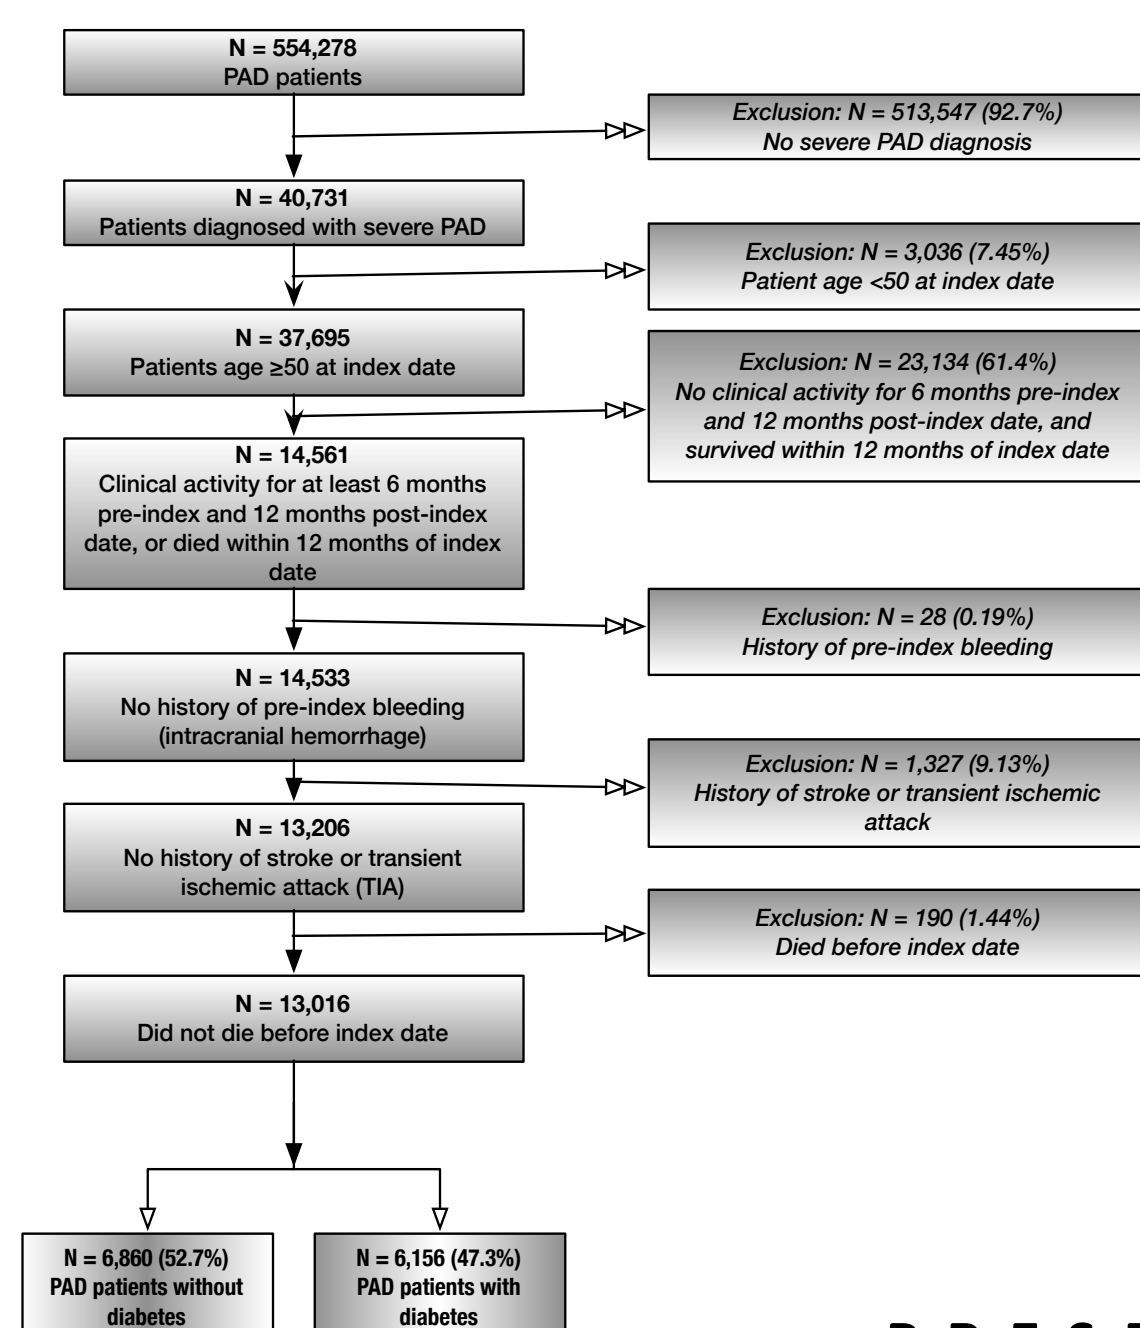 N = 554,278
PAD patients
Exclusion: N = 513,547 (92.7%)
No severe PAD diagnosis
N = 40,731
Patients diagnosed with severe PAD
Exclusion: N = 3,036 (7.45%)
Patient age <50 at index date
N = 37,695
Patients age ≥50 at index date
Exclusion: N = 23,134 (61.4%)
No clinical activity for 6 months pre-index
and 12 months post-index date, and
survived within 12 months of index date
N = 14,561
Clinical activity for at least 6 months
pre-index and 12 months post-index
date, or died within 12 months of index
date
Exclusion: N = 28 (0.19%)
History of pre-index bleeding
N = 14,533
No history of pre-index bleeding
(intracranial hemorrhage)
Exclusion: N = 1,327 (9.13%)
History of stroke or transient ischemic
attack
N = 13,206
No history of stroke or transient
ischemic attack (TIA)
Exclusion: N = 190 (1.44%)
Died before index date
N = 13,016
Did not die before index date
N = 6,860 (52.7%)
PAD patients without
diabetes
N = 6,156 (47.3%)
PAD patients with
diabetes